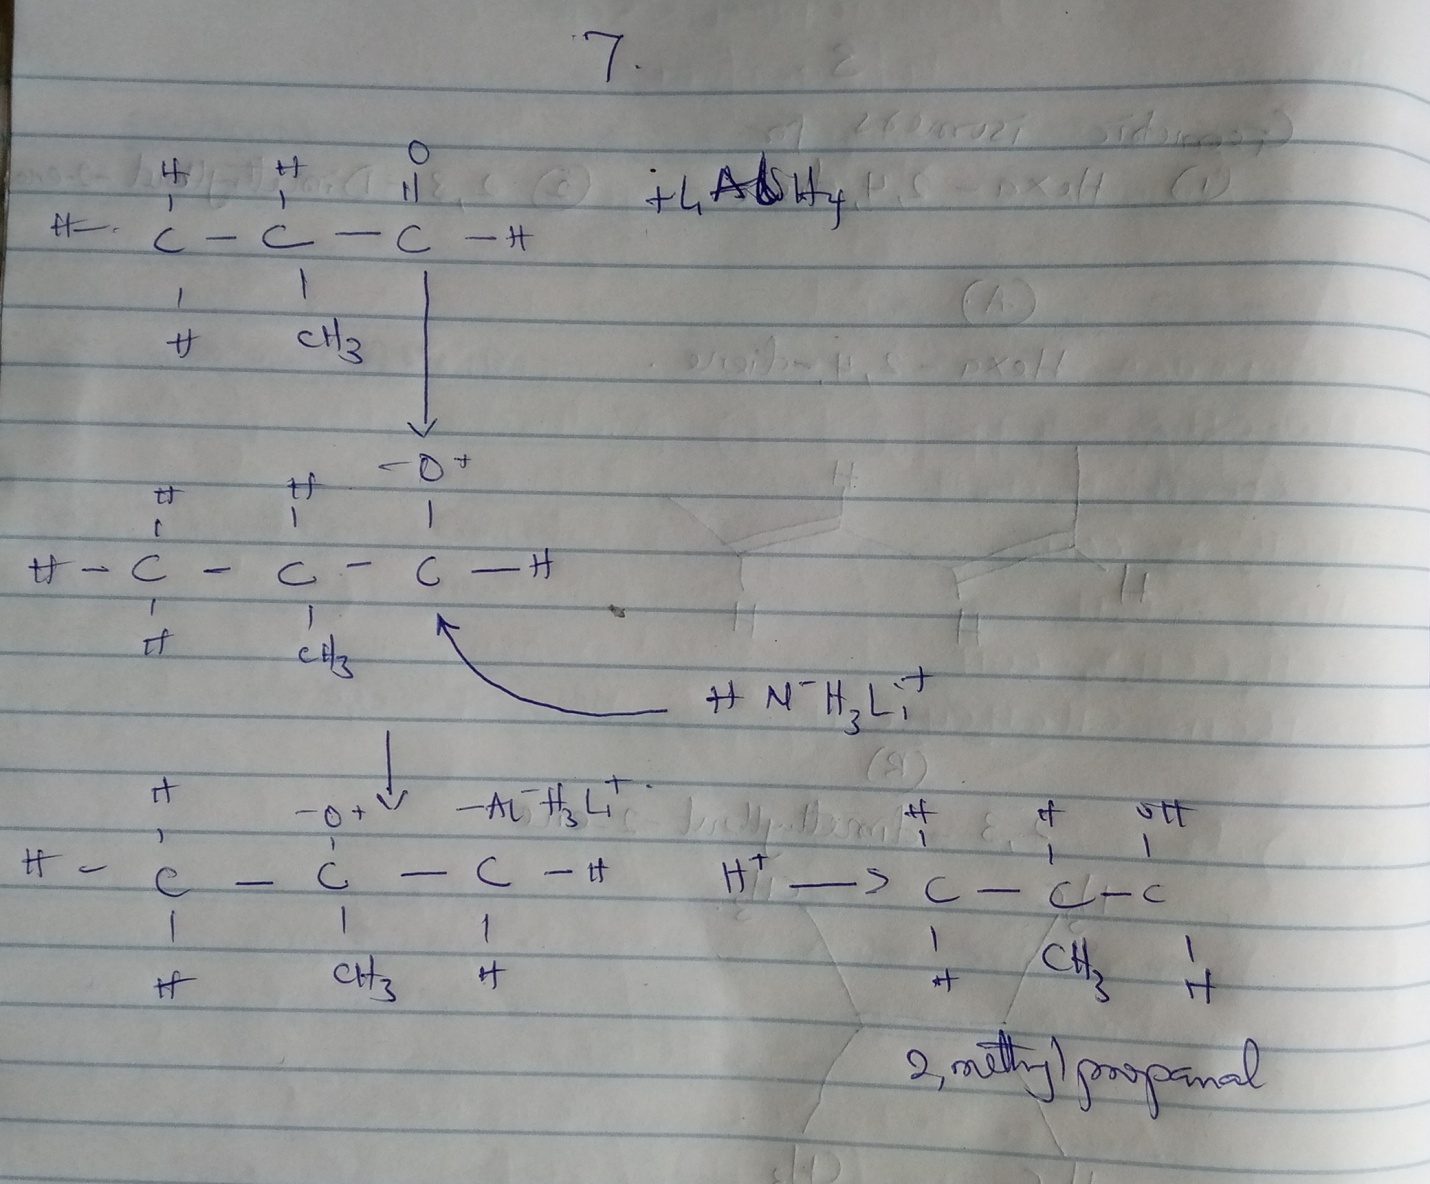 7.
O
H H ||
H - C - C - C - H + LiAlH4
H CH3
-O+
H H |
H - C - C - C - H
H CH3
H N-H3Li+
H -O+ -Al-H3Li+ H H OH
H - C - C - C - H H+ —> C - C - C
H CH3 H H CH3 H
2, methyl propanal